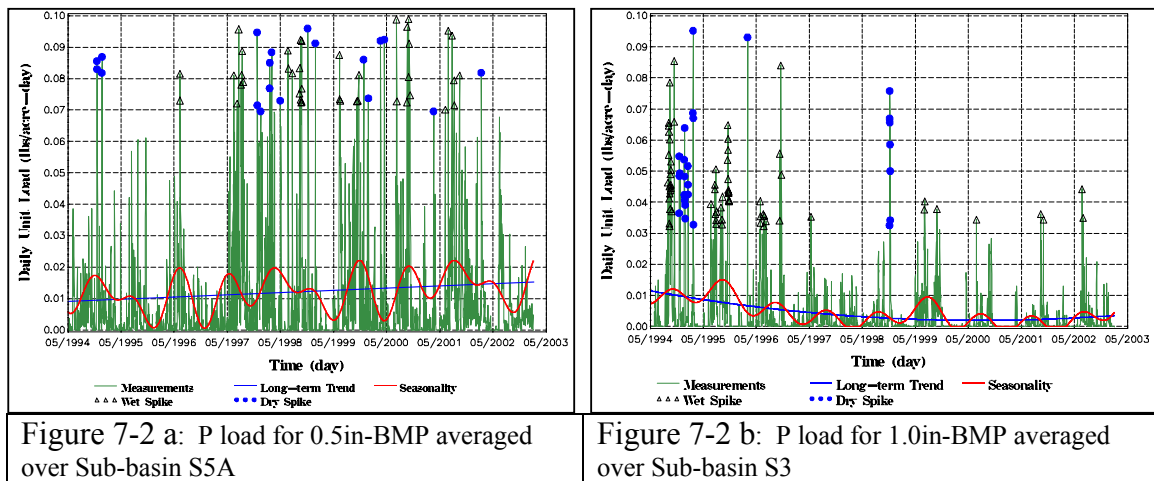 0.10
0.09
0.08
0.07
0.06
0.05
0.04
0.03
0.02
0.01
0.00
Daily Unit Load (lbs/acre-day)
05/1994 05/1995 05/1996 05/1997 05/1998 05/1999 05/2000 05/2001 05/2002 05/2003
Time (day)
Measurements Long-term Trend Seasonality
Wet Spike Dry Spike
Figure 7-2 a: P load for 0.5in-BMP averaged
over Sub-basin S5A
0.10
0.09
0.08
0.07
0.06
0.05
0.04
0.03
0.02
0.01
0.00
Daily Unit Load (lbs/acre-day)
05/1994 05/1995 05/1996 05/1997 05/1998 05/1999 05/2000 05/2001 05/2002 05/2003
Time (day)
Measurements Long-term Trend Seasonality
Wet Spike Dry Spike
Figure 7-2 b: P load for 1.0in-BMP averaged
over Sub-basin S3